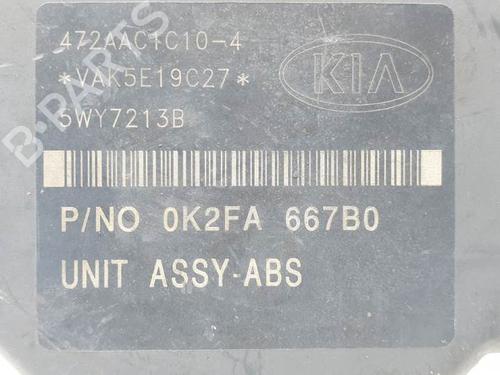 472AAC1C10-4
*VAK5E19C27*
5WY7213B
KIA
P/NO 0K2FA 667B0
UNIT ASSY-ABS
B-PARTS